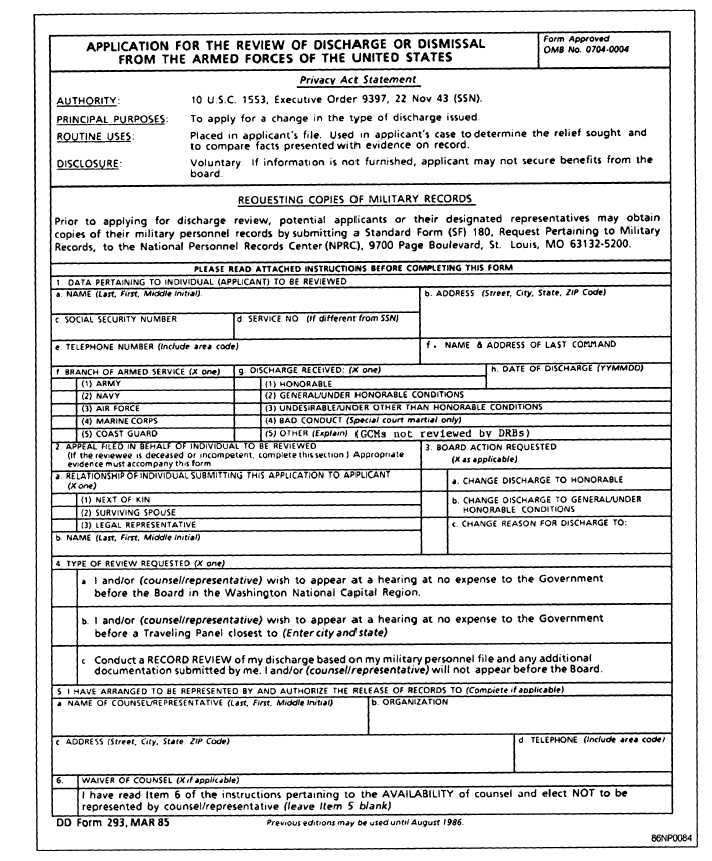 APPLICATION FOR THE REVIEW OF DISCHARGE OR DISMISSAL
FROM THE ARMED FORCES OF THE UNITED STATES
Form Approved
OMB No. 0704-0004
Privacy Act Statement
AUTHORITY: 10 U.S.C. 1553, Executive Order 9397, 22 Nov 43 (SSN).
PRINCIPAL PURPOSES: To apply for a change in the type of discharge issued
ROUTINE USES: Placed in applicant's file. Used in applicant's case to determine the relief sought and
to compare facts presented with evidence on record.
DISCLOSURE: Voluntary If information is not furnished, applicant may not secure benefits from the
board.
REQUESTING COPIES OF MILITARY RECORDS
Prior to applying for discharge review, potential applicants or their designated representatives may obtain
copies of their military personnel records by submitting a Standard Form (SF) 180, Request Pertaining to Military
Records, to the National Personnel Records Center (NPRC), 9700 Page Boulevard, St. Louis, MO 63132-5200.
PLEASE READ ATTACHED INSTRUCTIONS BEFORE COMPLETING THIS FORM
1 DATA PERTAINING TO INDIVIDUAL (APPLICANT) TO BE REVIEWED
a. NAME (Last, First, Middle Initial)
b. ADDRESS (Street, City, State, ZIP Code)
c SOCIAL SECURITY NUMBER
d. SERVICE NO (If different from SSN)
e TELEPHONE NUMBER (Include area code)
f. NAME & ADDRESS OF LAST COMMAND
f BRANCH OF ARMED SERVICE (X one)
g. DISCHARGE RECEIVED: (X one)
h. DATE OF DISCHARGE (YYMMDD)
(1) ARMY
(1) HONORABLE
(2) NAVY
(2) GENERAL/UNDER HONORABLE CONDITIONS
(3) AIR FORCE
(3) UNDESIRABLE/UNDER OTHER THAN HONORABLE CONDITIONS
(4) MARINE CORPS
(4) BAD CONDUCT (Special court martial only)
(5) COAST GUARD
(5) OTHER (Explain) (GCMs not reviewed by DRBs)
2 APPEAL FILED IN BEHALF OF INDIVIDUAL TO BE REVIEWED
(If the reviewee is deceased or incompetent, complete this section) Appropriate
evidence must accompany this form
3. BOARD ACTION REQUESTED
(X as applicable)
a. RELATIONSHIP OF INDIVIDUAL SUBMITTING THIS APPLICATION TO APPLICANT
(X one)
a. CHANGE DISCHARGE TO HONORABLE
(1) NEXT OF KIN
(2) SURVIVING SPOUSE
b. CHANGE DISCHARGE TO GENERAL/UNDER
HONORABLE CONDITIONS
(3) LEGAL REPRESENTATIVE
c. CHANGE REASON FOR DISCHARGE TO:
b. NAME (Last, First, Middle Initial)
4 TYPE OF REVIEW REQUESTED (X one)
a I and/or (counsel/representative) wish to appear at a hearing at no expense to the Government
before the Board in the Washington National Capital Region.
b. I and/or (counsel/representative) wish to appear at a hearing at no expense to the Government
before a Traveling Panel closest to (Enter city and state)
c Conduct a RECORD REVIEW of my discharge based on my military personnel file and any additional
documentation submitted by me. I and/or (counsel/representative) will not appear before the Board.
5 I HAVE ARRANGED TO BE REPRESENTED BY AND AUTHORIZE THE RELEASE OF RECORDS TO (Complete if applicable)
a NAME OF COUNSEL/REPRESENTATIVE (Last, First, Middle Initial)
b. ORGANIZATION
c ADDRESS (Street, City, State ZIP Code)
d TELEPHONE (Include area code)
6. WAIVER OF COUNSEL (X if applicable)
I have read Item 6 of the instructions pertaining to the AVAILABILITY of counsel and elect NOT to be
represented by counsel/representative (leave Item 5 blank)
DD Form 293, MAR 85
Previous editions may be used until August 1986.
86NP0084